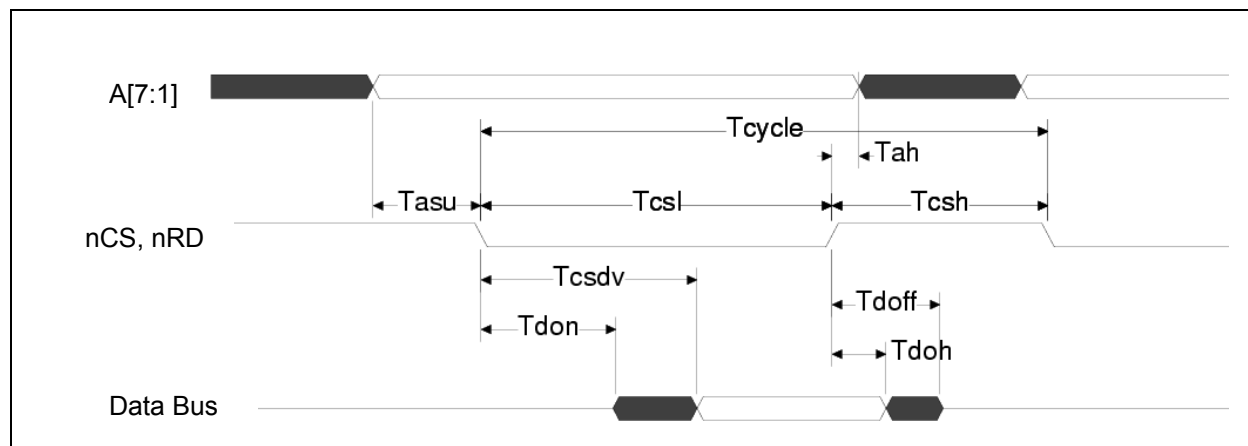 A[7:1]
Tcycle
Tah
Tasu
Tcsl
Tcsh
nCS, nRD
Tcsdv
Tdoff
Tdon
Tdoh
Data Bus